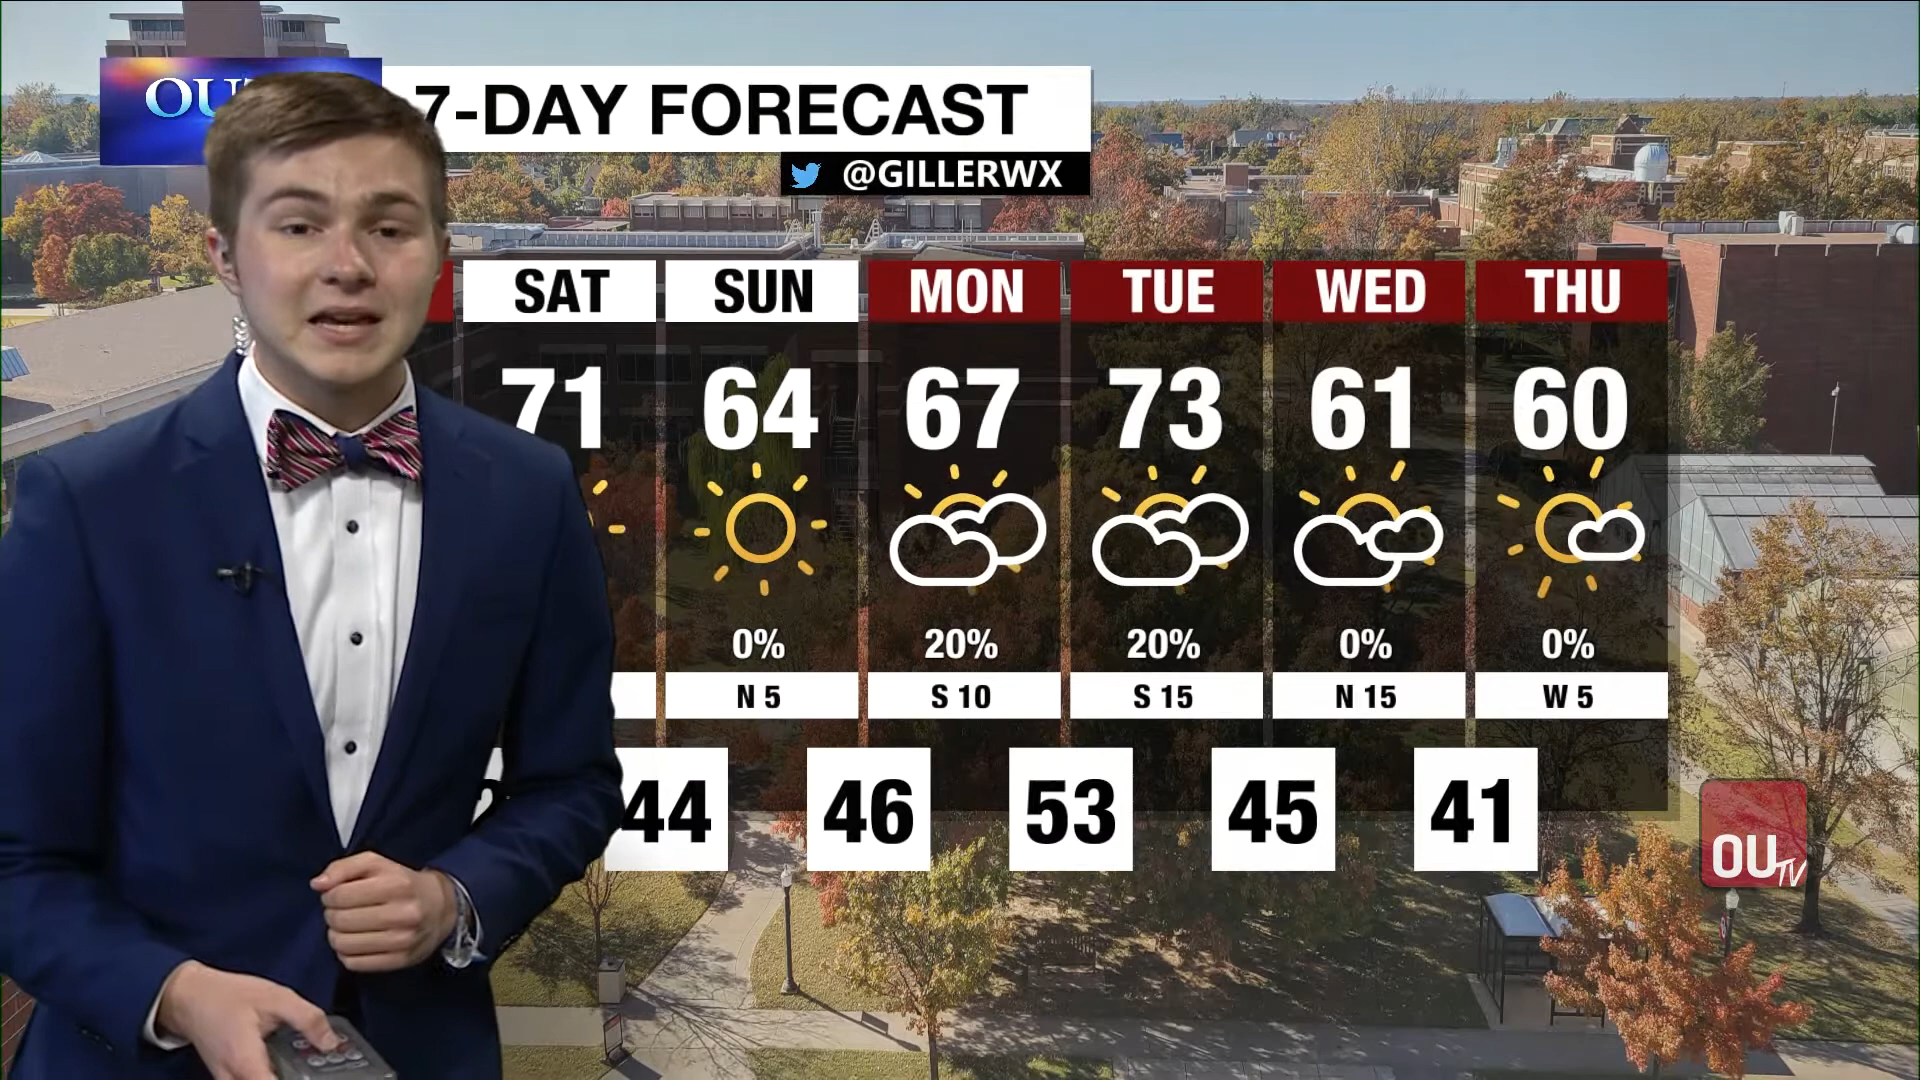 OU
7-DAY FORECAST
@GILLERWX
SAT SUN MON TUE WED THU
71 64 67 73 61 60
0% 20% 20% 0% 0%
N 5 S 10 S 15 N 15 W 5
44 46 53 45 41
OUTV